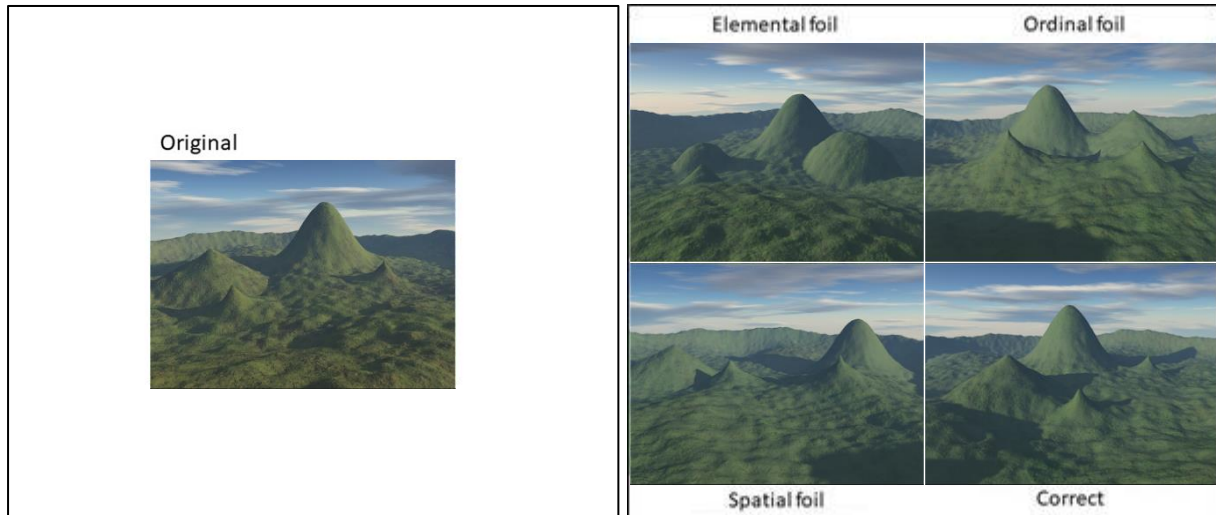 Original
Elemental foil
Ordinal foil
Spatial foil
Correct